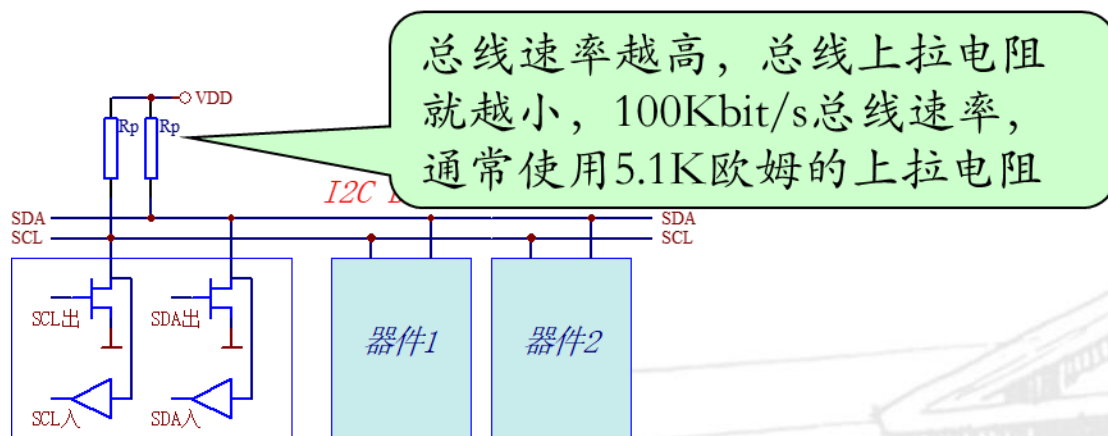 总线速率越高，总线上拉电阻
就越小，100Kbit/s总线速率，
通常使用5.1K欧姆的上拉电阻
VDD
Rp
Rp
I2C
SDA
SDA
SCL
SCL
SCL出
SDA出
器件1
器件2
SCL入
SDA入